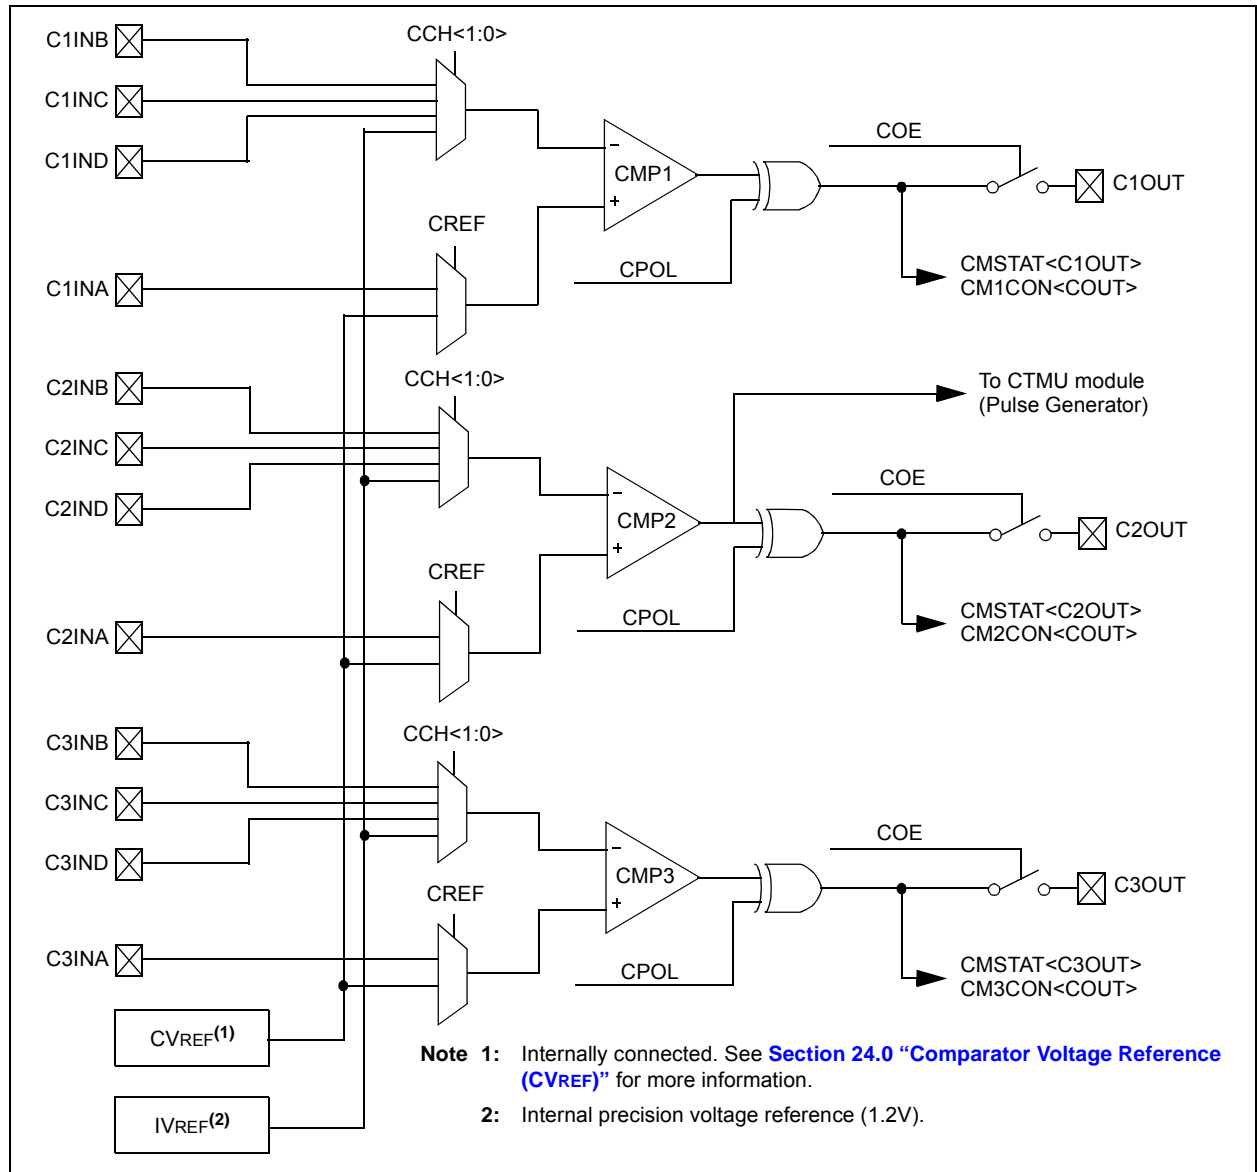 C1INB
CCH<1:0>
C1INC
C1IND
COE
-
CMP1
+
C1OUT
CREF
CPOL
C1INA
CMSTAT<C1OUT>
CM1CON<COUT>
C2INB
CCH<1:0>
To CTMU module
(Pulse Generator)
C2INC
C2IND
COE
-
CMP2
+
C2OUT
CREF
CPOL
C2INA
CMSTAT<C2OUT>
CM2CON<COUT>
C3INB
CCH<1:0>
C3INC
C3IND
COE
-
CMP3
+
C3OUT
CREF
CPOL
C3INA
CMSTAT<C3OUT>
CM3CON<COUT>
CVREF(1)
Note 1: Internally connected. See Section 24.0 “Comparator Voltage Reference
(CVREF)” for more information.
2: Internal precision voltage reference (1.2V).
IVREF(2)